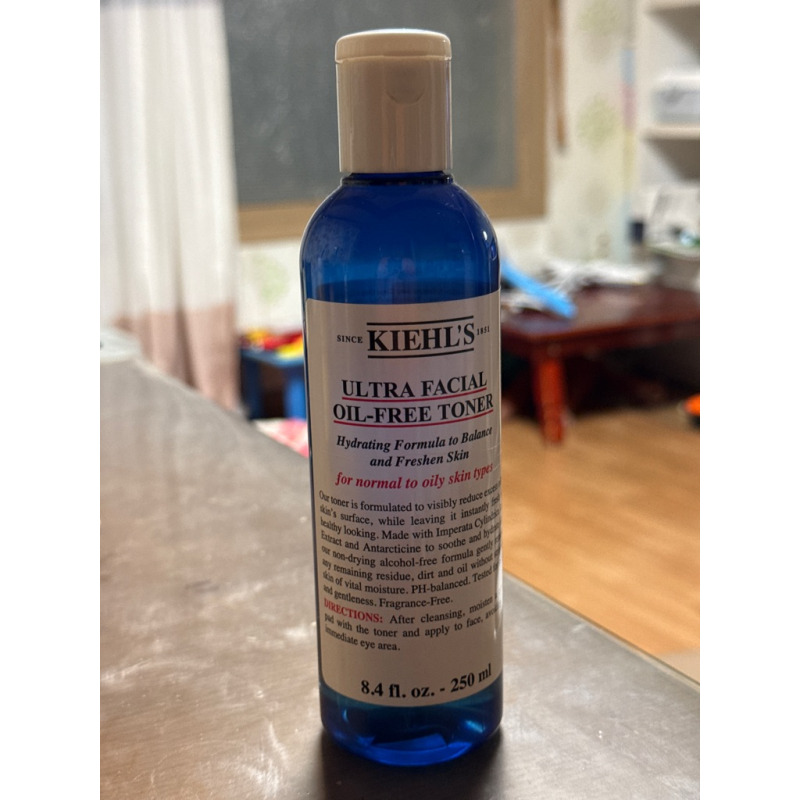 SINCE KIEHL'S 1851
ULTRA FACIAL
OIL-FREE TONER
Hydrating Formula to Balance
and Freshen Skin
for normal to oily skin types
Our toner is formulated to visibly reduce
skin's surface, while leaving it instantly
healthy looking. Made with Imperata
Extract and Antarcticine to soothe and
our non-drying alcohol-free formula gently
any remaining residue, dirt and oil without
skin of vital moisture. PH-balanced. Tested
and gentleness. Fragrance-Free.
DIRECTIONS: After cleansing, moisten
pad with the toner and apply to face,
immediate eye area.
8.4 fl. oz. - 250 ml